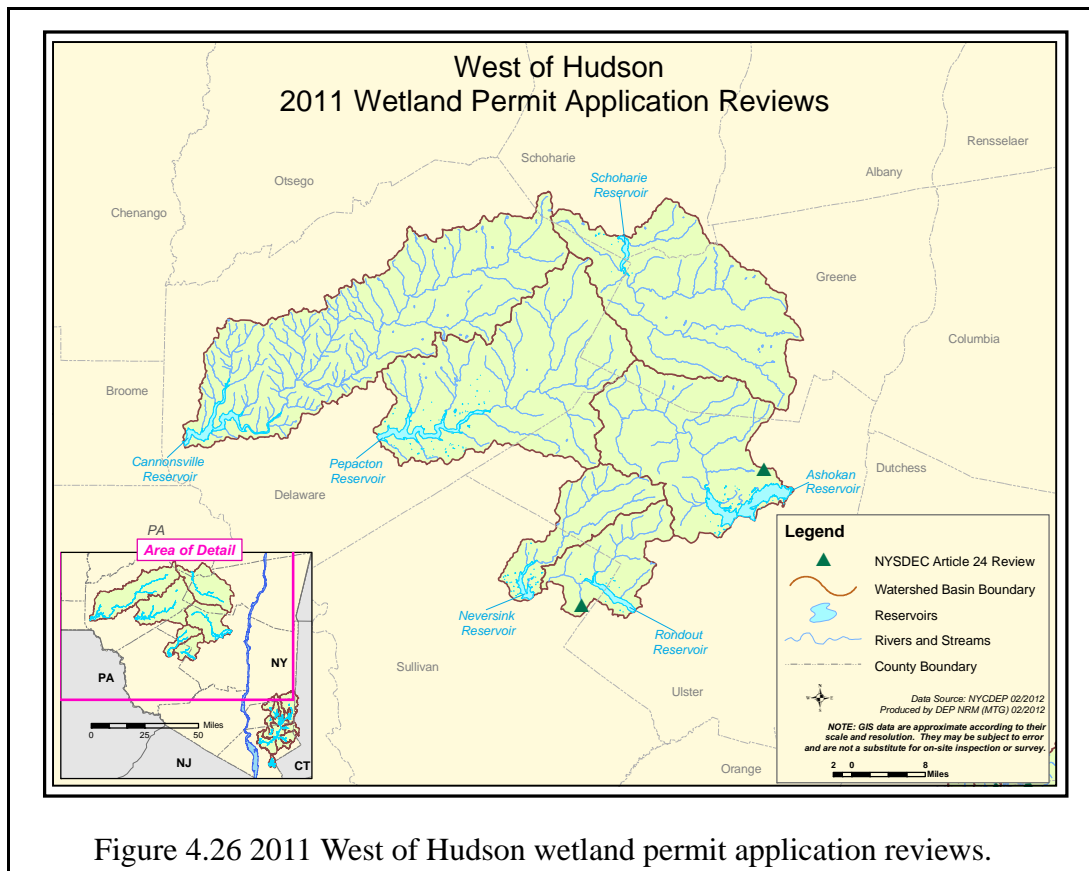 West of Hudson
2011 Wetland Permit Application Reviews
Rensselaer
Schoharie
Albany
Otsego
Schoharie
Reservoir
Chenango
Greene
Columbia
Broome
Cannonsville
Reservoir
Pepacton
Reservoir
Ashokan
Reservoir
Dutchess
Delaware
PA
Area of Detail
Neversink
Reservoir
Rondout
Reservoir
Sullivan
Ulster
Orange
NY
PA
Miles
0 25 50
NJ
CT
Legend
NYSDEC Article 24 Review
Watershed Basin Boundary
Reservoirs
Rivers and Streams
County Boundary
Data Source: NYCDEP 02/2012
Produced by DEP NRM (MTG) 02/2012
NOTE: GIS data are approximate according to their
scale and resolution. They may be subject to error
and are not a substitute for on-site inspection or survey.
2 0 8
Miles
Figure 4.26 2011 West of Hudson wetland permit application reviews.